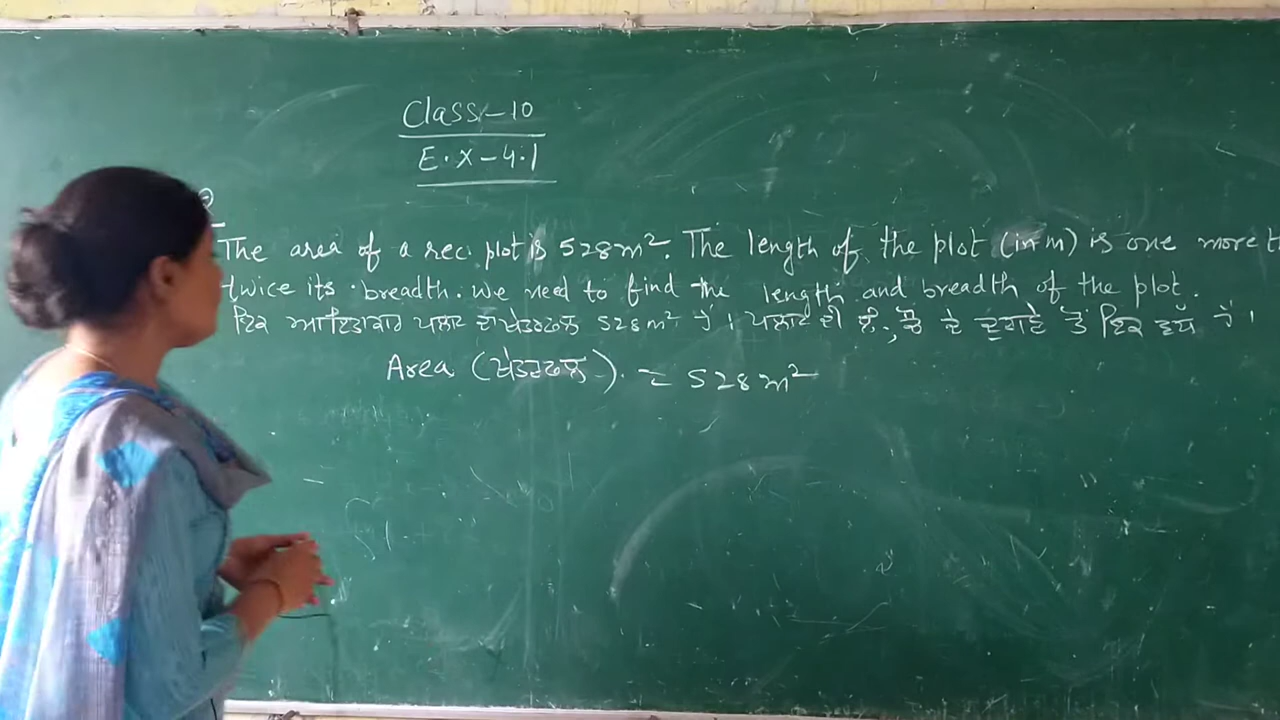 Class-10
E.x-4.1
The area of a rec. plot is 528m². The length of the plot (in m) is one more t
twice its breadth. We need to find the length and breadth of the plot.
ਇਕ ਆਇਤਾਕਾਰ ਪਲਾਟ ਦਾ ਖੇਤਰਫਲ 528m² ਹੈ। ਪਲਾਟ ਦੀ ਲੰ:, ਚੌ ਦੇ ਦੁਗਣੇ ਤੋਂ ਇਕ ਵੱਧ ਹੈ।
Area (ਖੇਤਰਫਲ) = 528m²